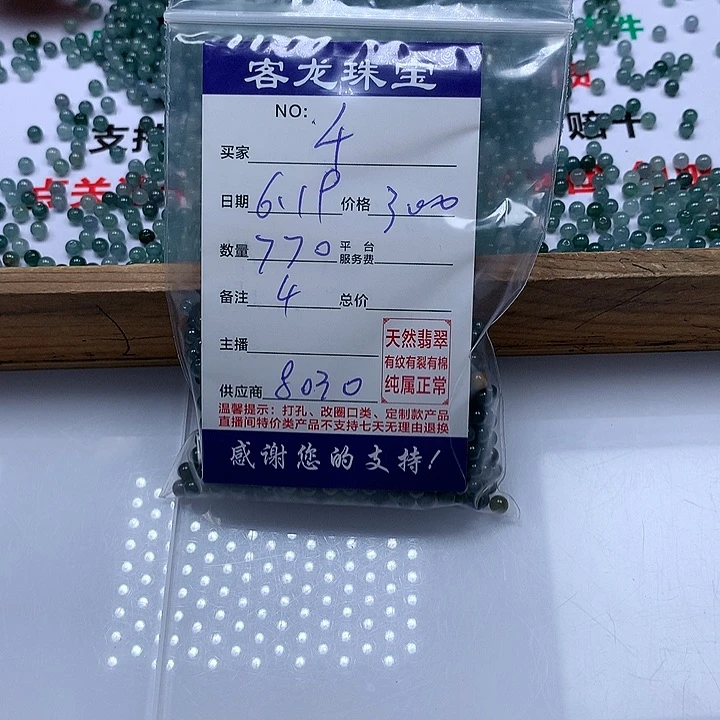 客龙珠宝
NO: 4
买家
日期 6.19 价格 3000
数量 770 平台服务费
备注 4 总价
主播
天然翡翠
有纹有裂有棉
纯属正常
供应商 8030
温馨提示：打孔、改圈口类、定制款产品
直播间特价类产品不支持七天无理由退换
感谢您的支持！
支持